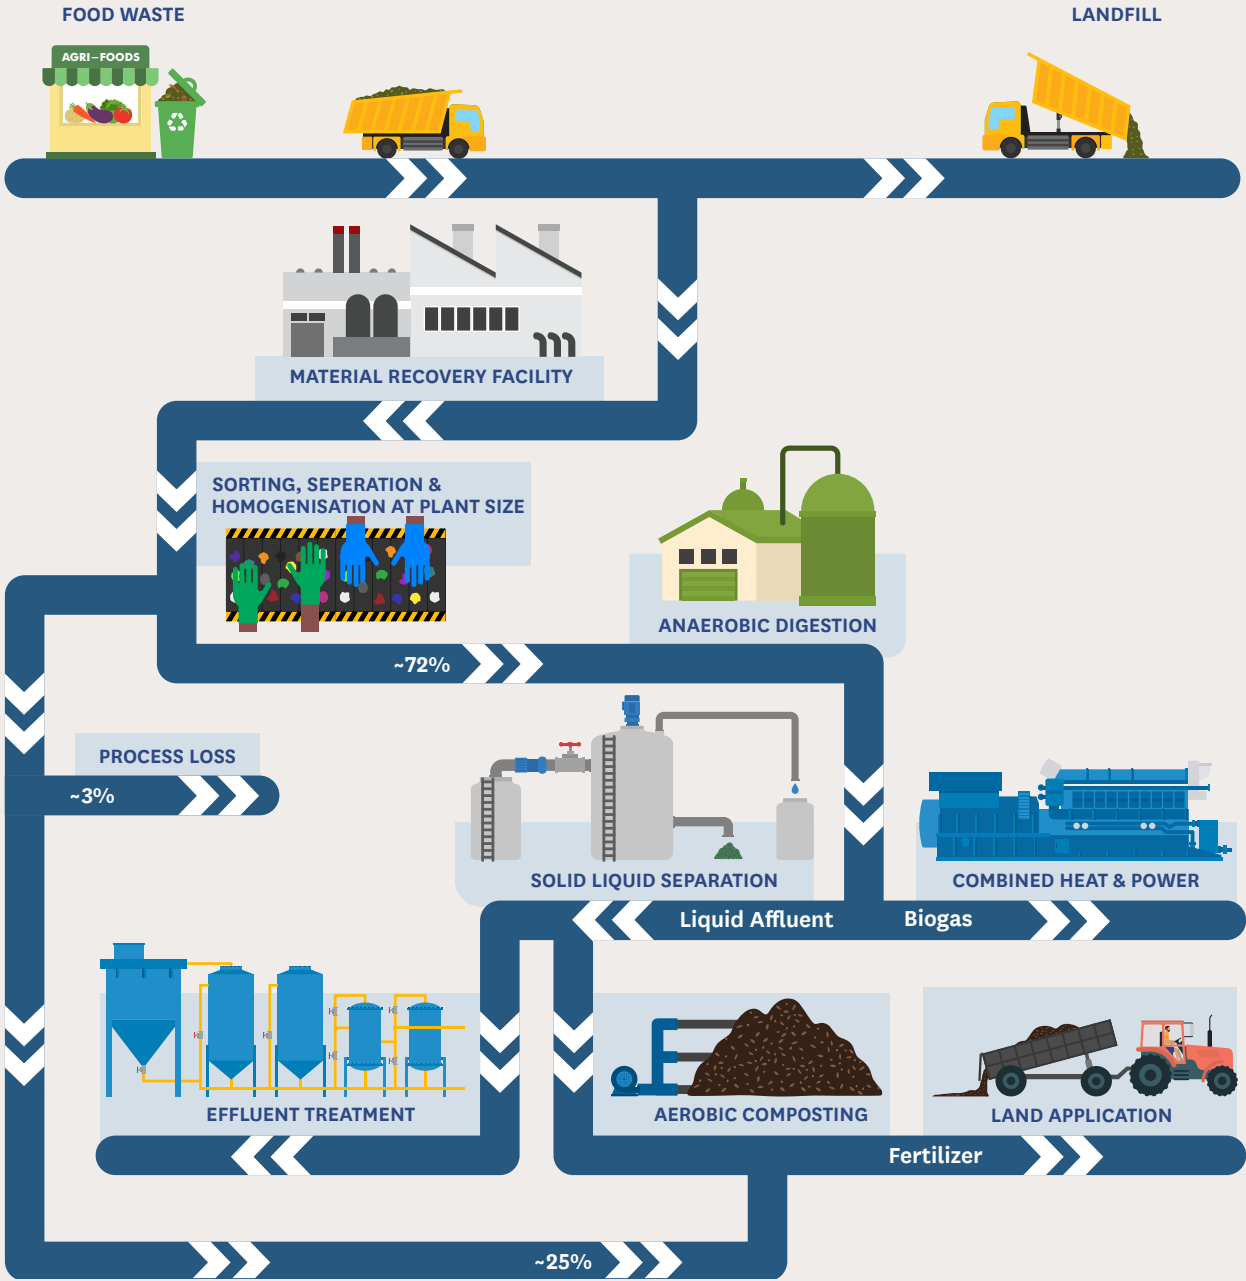 FOOD WASTE
LANDFILL
AGRI-FOODS
MATERIAL RECOVERY FACILITY
SORTING, SEPERATION &
HOMOGENISATION AT PLANT SIZE
ANAEROBIC DIGESTION
~72%
PROCESS LOSS
~3%
SOLID LIQUID SEPARATION
COMBINED HEAT & POWER
Liquid Affluent
Biogas
EFFLUENT TREATMENT
AEROBIC COMPOSTING
LAND APPLICATION
Fertilizer
~25%